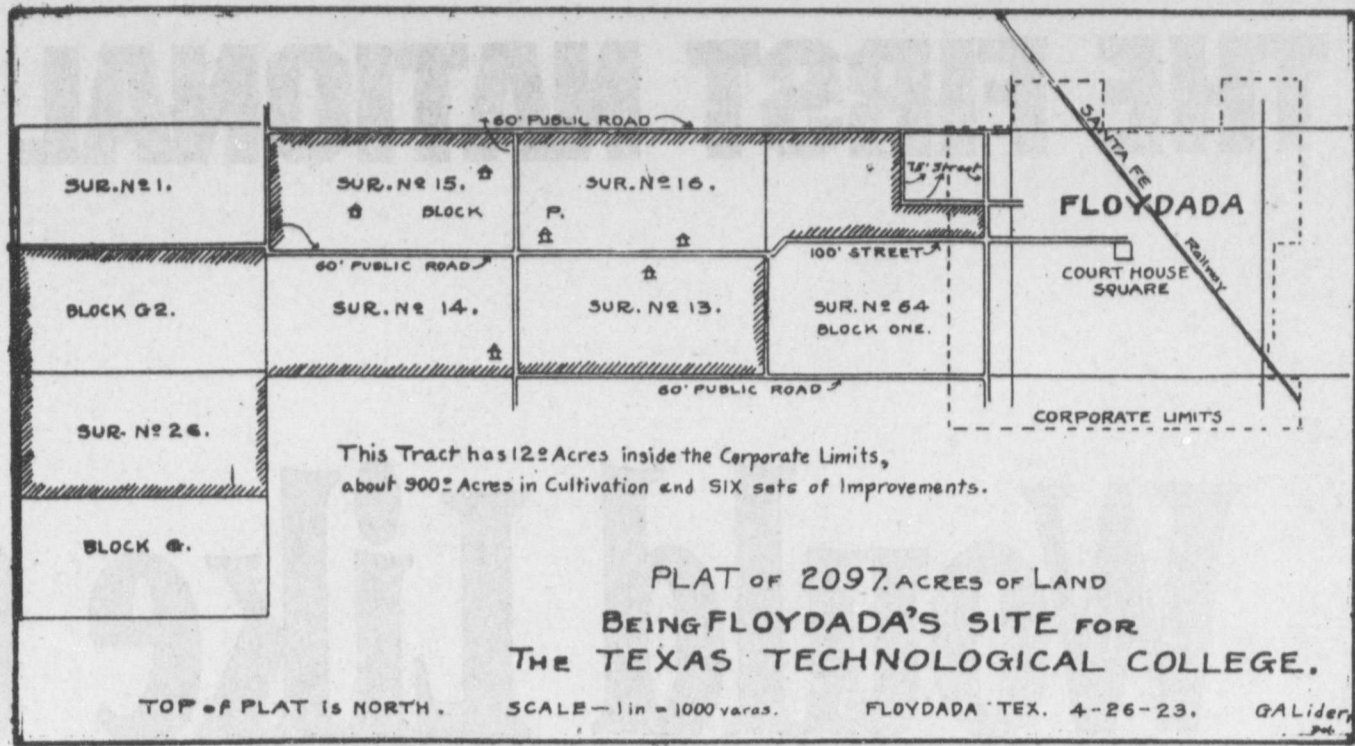 60' PUBLIC ROAD
SANTA FE
Railway
SUR. Nº 1.
SUR. Nº 15.
SUR. Nº 16.
75' Street
BLOCK
P.
FLOYDADA
60' PUBLIC ROAD
100' STREET
COURT HOUSE
SQUARE
BLOCK G2.
SUR. Nº 14.
SUR. Nº 13.
SUR. Nº 64
BLOCK ONE.
60' PUBLIC ROAD
CORPORATE LIMITS
SUR. Nº 26.
This Tract has 12º Acres inside the Corporate Limits,
about 900º Acres in Cultivation and SIX sets of Improvements.
BLOCK G.
PLAT OF 2097. ACRES OF LAND
BEING FLOYDADA'S SITE FOR
THE TEXAS TECHNOLOGICAL COLLEGE.
TOP of PLAT IS NORTH.
SCALE — 1 in = 1000 varas.
FLOYDADA TEX. 4-26-23.
GALider,